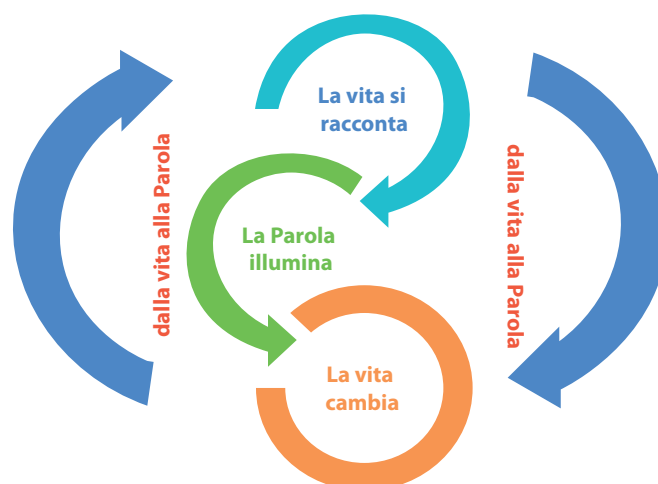 La vita si
racconta
dalla vita alla Parola
dalla vita alla Parola
La Parola
illumina
La vita
cambia